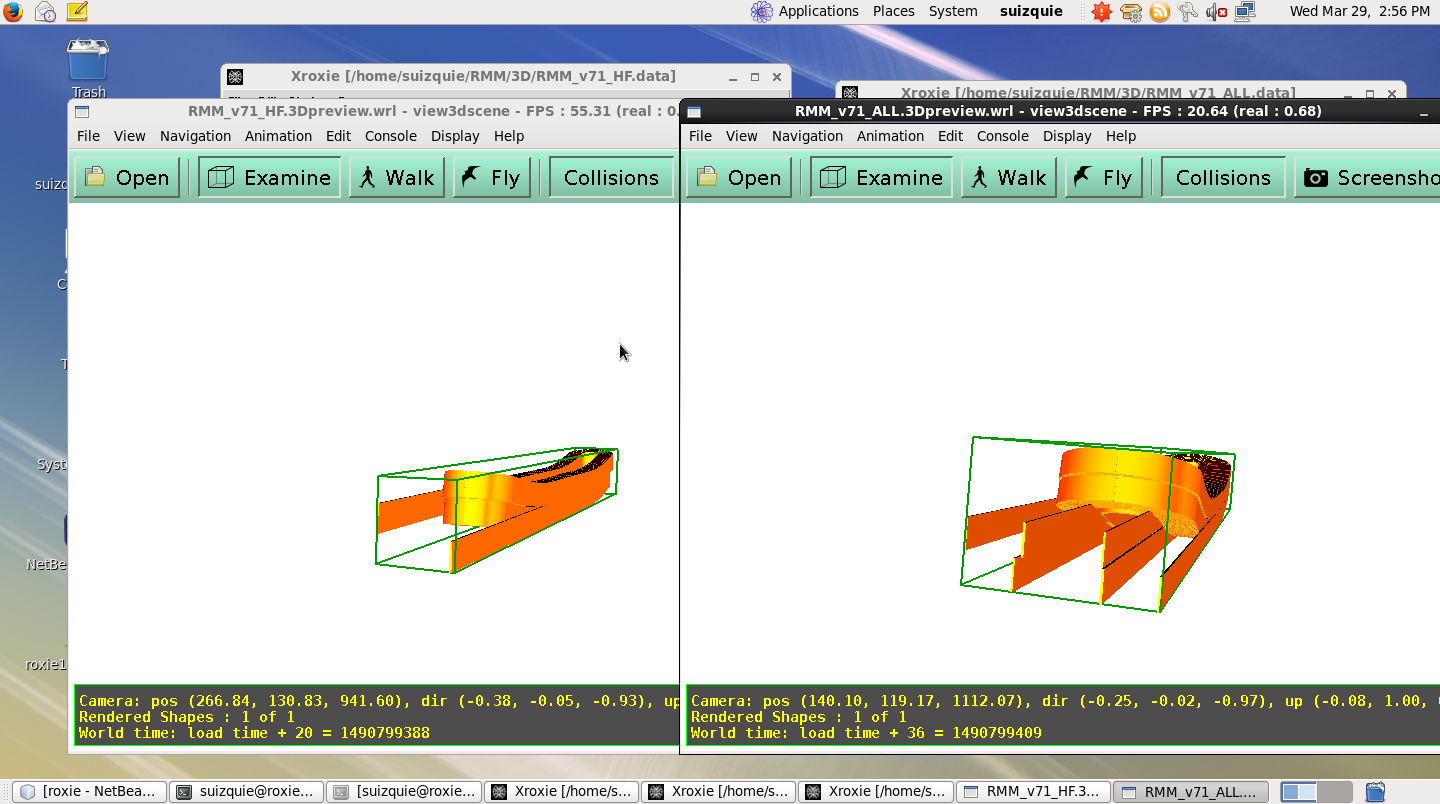 Applications Places System suizquie Wed Mar 29, 2:56 PM
Trash
Xroxie [/home/suizquie/RMM/3D/RMM_v71_HF.data]
Xroxie [/home/suizquie/RMM/3D/RMM_v71_ALL.data]
RMM_v71_HF.3Dpreview.wrl - view3dscene - FPS : 55.31 (real : 0.
File View Navigation Animation Edit Console Display Help
Open Examine Walk Fly Collisions
Camera: pos (266.84, 130.83, 941.60), dir (-0.38, -0.05, -0.93), up
Rendered Shapes : 1 of 1
World time: load time + 20 = 1490799388
RMM_v71_ALL.3Dpreview.wrl - view3dscene - FPS : 20.64 (real : 0.68)
File View Navigation Animation Edit Console Display Help
Open Examine Walk Fly Collisions Screensho
Camera: pos (140.10, 119.17, 1112.07), dir (-0.25, -0.02, -0.97), up (-0.08, 1.00,
Rendered Shapes : 1 of 1
World time: load time + 36 = 1490799409
suizq
C
T
Syst
NetBe
roxie1
[roxie - NetBea... suizquie@roxie... [suizquie@roxie... Xroxie [/home/s... Xroxie [/home/s... Xroxie [/home/s... RMM_v71_HF.3... RMM_v71_ALL....